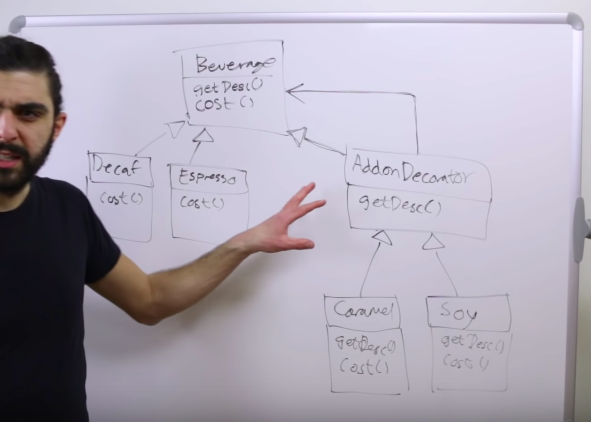 Beverage
getDesc()
cost()
Decaf
cost()
Espresso
cost()
AddonDecorator
getDesc()
Caramel
getDesc()
cost()
Soy
getDesc()
cost()